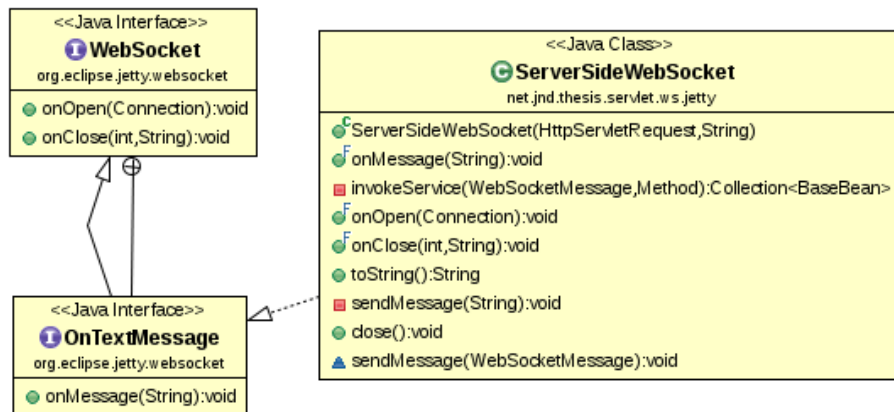 <<Java Interface>>
I WebSocket
org.eclipse.jetty.websocket
onOpen(Connection):void
onClose(int,String):void
<<Java Interface>>
I OnTextMessage
org.eclipse.jetty.websocket
onMessage(String):void
<<Java Class>>
C ServerSideWebSocket
net.jnd.thesis.servlet.ws.jetty
C ServerSideWebSocket(HttpServletRequest,String)
F onMessage(String):void
invokeService(WebSocketMessage,Method):Collection<BaseBean>
F onOpen(Connection):void
F onClose(int,String):void
toString():String
sendMessage(String):void
close():void
sendMessage(WebSocketMessage):void